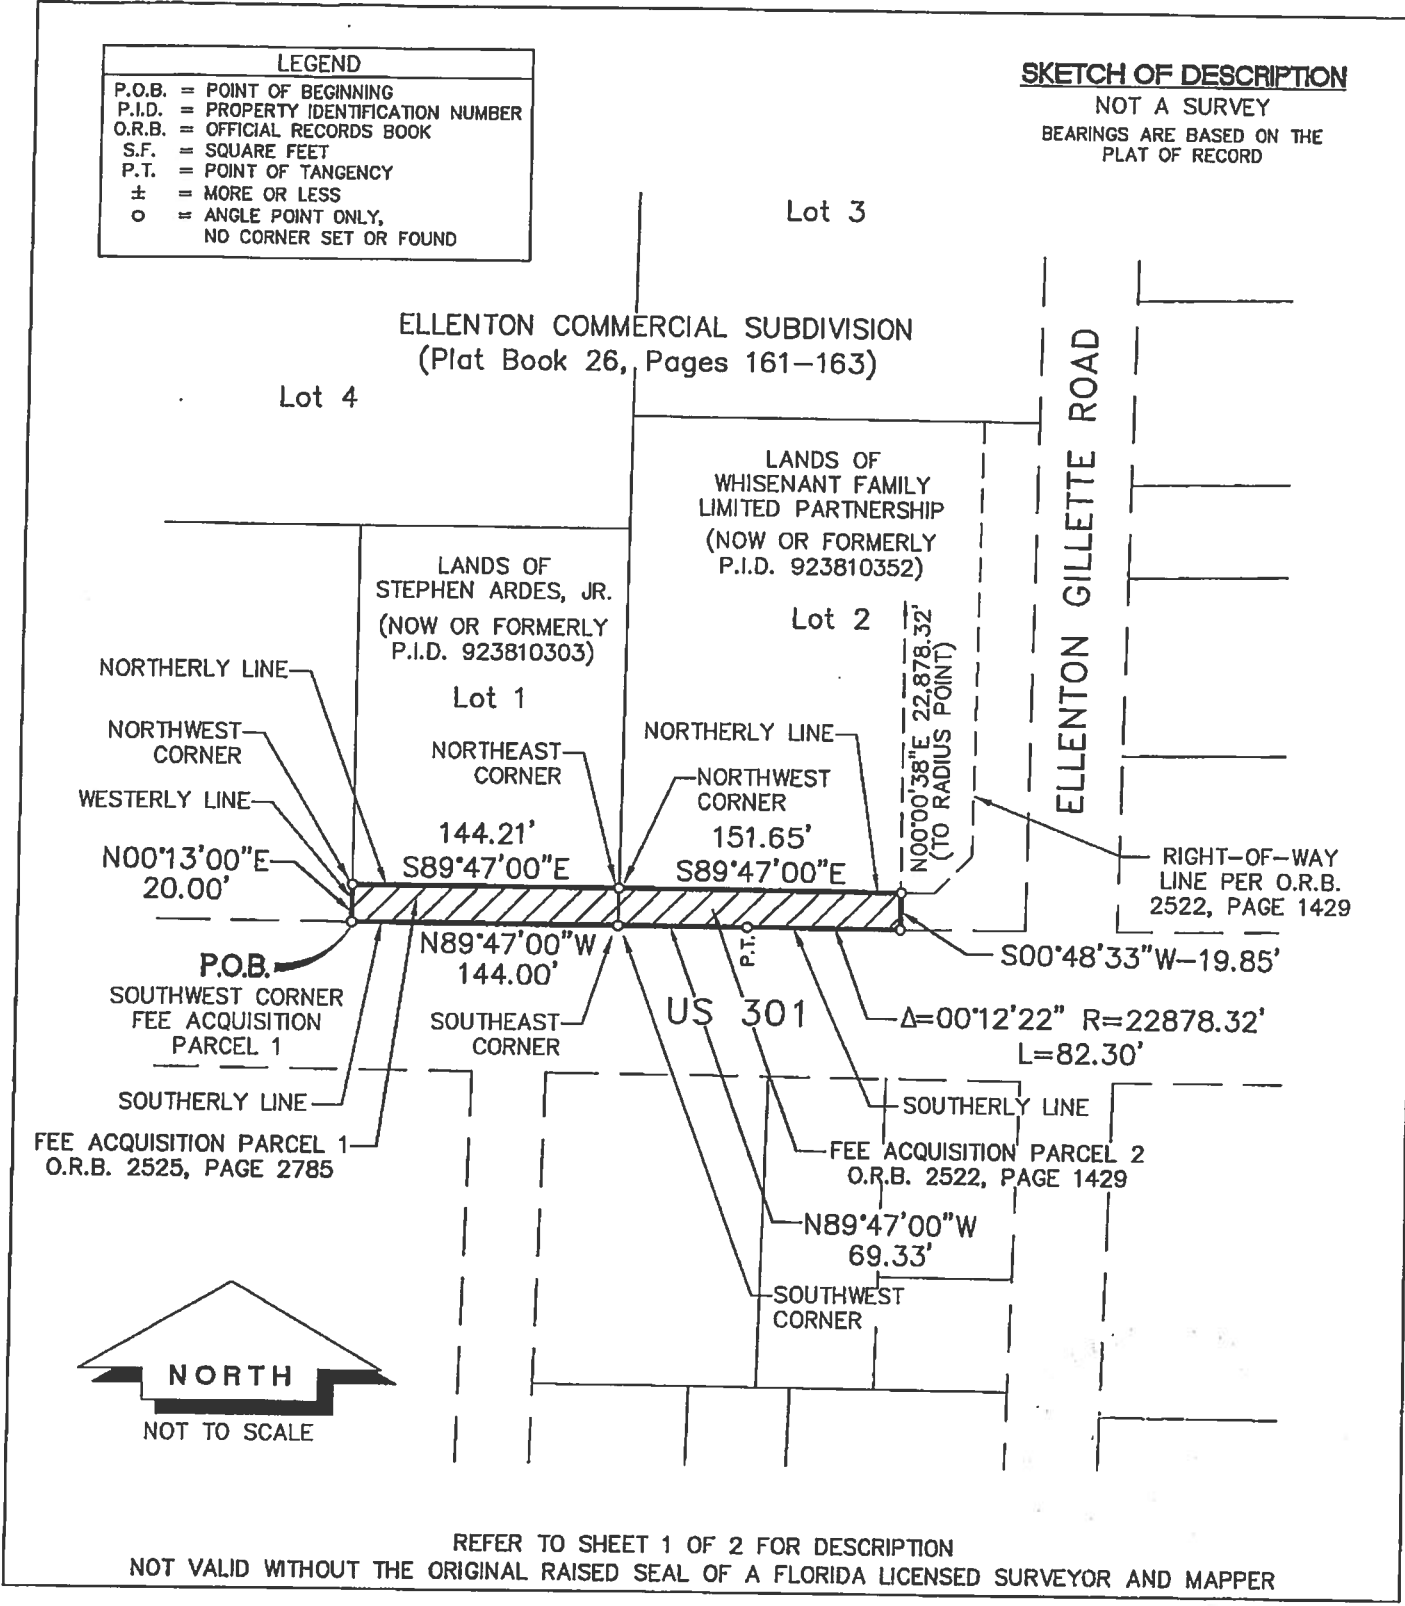 LEGEND
P.O.B. = POINT OF BEGINNING
P.I.D. = PROPERTY IDENTIFICATION NUMBER
O.R.B. = OFFICIAL RECORDS BOOK
S.F. = SQUARE FEET
P.T. = POINT OF TANGENCY
± = MORE OR LESS
o = ANGLE POINT ONLY,
NO CORNER SET OR FOUND
SKETCH OF DESCRIPTION
NOT A SURVEY
BEARINGS ARE BASED ON THE
PLAT OF RECORD
Lot 3
ELLENTON COMMERCIAL SUBDIVISION
(Plat Book 26, Pages 161-163)
Lot 4
ELLENTON GILLETTE ROAD
LANDS OF
WHISENANT FAMILY
LIMITED PARTNERSHIP
(NOW OR FORMERLY
P.I.D. 923810352)
Lot 2
LANDS OF
STEPHEN ARDES, JR.
(NOW OR FORMERLY
P.I.D. 923810303)
Lot 1
N00°00'38"E 22,878.32'
(TO RADIUS POINT)
NORTHERLY LINE
NORTHWEST
CORNER
WESTERLY LINE
N00°13'00"E
20.00'
NORTHEAST
CORNER
NORTHERLY LINE
NORTHWEST
CORNER
144.21'
S89°47'00"E
151.65'
S89°47'00"E
RIGHT-OF-WAY
LINE PER O.R.B.
2522, PAGE 1429
P.O.B.
SOUTHWEST CORNER
FEE ACQUISITION
PARCEL 1
N89°47'00"W
144.00'
P.T.
S00°48'33"W-19.85'
SOUTHEAST
CORNER
US 301
Δ=00°12'22" R=22878.32'
L=82.30'
SOUTHERLY LINE
SOUTHERLY LINE
FEE ACQUISITION PARCEL 1
O.R.B. 2525, PAGE 2785
FEE ACQUISITION PARCEL 2
O.R.B. 2522, PAGE 1429
N89°47'00"W
69.33'
SOUTHWEST
CORNER
NORTH
NOT TO SCALE
REFER TO SHEET 1 OF 2 FOR DESCRIPTION
NOT VALID WITHOUT THE ORIGINAL RAISED SEAL OF A FLORIDA LICENSED SURVEYOR AND MAPPER